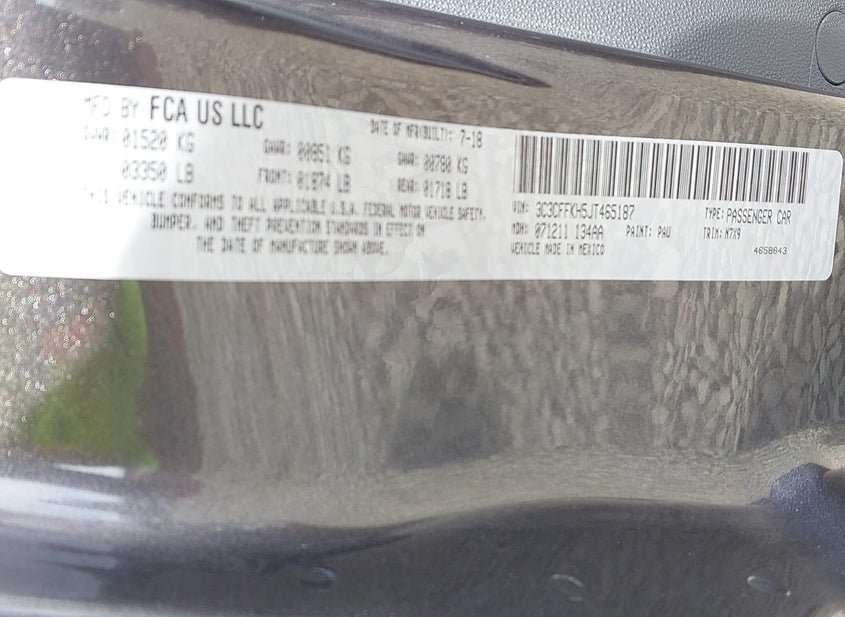 MFD BY FCA US LLC
DATE OF MFR(BUILT): 7-18
GVWR: 01520 KG
GAWR: 00851 KG
GAWR: 00780 KG
03350 LB
FRONT: 01874 LB
REAR: 01718 LB
THIS VEHICLE CONFORMS TO ALL APPLICABLE U.S.A. FEDERAL MOTOR VEHICLE SAFETY,
BUMPER, AND THEFT PREVENTION STANDARDS IN EFFECT ON
THE DATE OF MANUFACTURE SHOWN ABOVE.
VIN: 3C3CFFKH5JT465187
TYPE: PASSENGER CAR
MDH: 071211 134AA
PAINT: PAU
TRIM: N7X9
VEHICLE MADE IN MEXICO
4658843